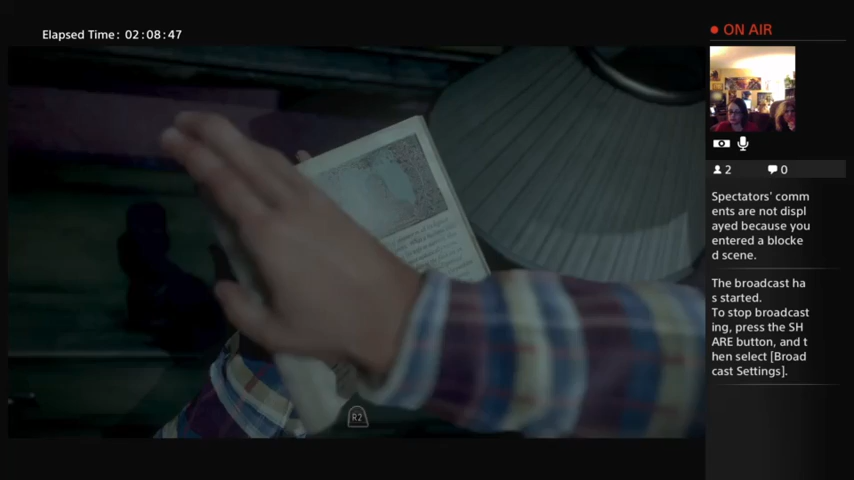 Elapsed Time: 02:08:47
ON AIR
2
0
Spectators' comm
ents are not displ
ayed because you
entered a blocke
d scene.
The broadcast ha
s started.
To stop broadcast
ing, press the SH
ARE button, and t
hen select [Broad
cast Settings].
R2